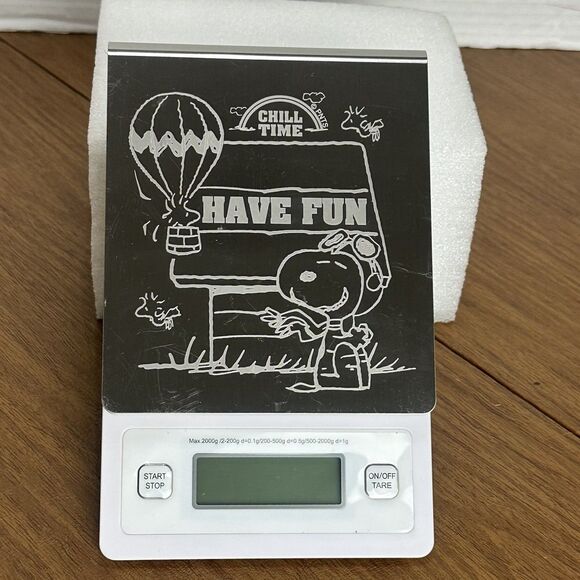 CHILL
TIME
© PNTS
HAVE FUN
Max.2000g /2-200g d=0.1g/200-500g d=0.5g/500-2000g d=1g
START
STOP
ON/OFF
TARE